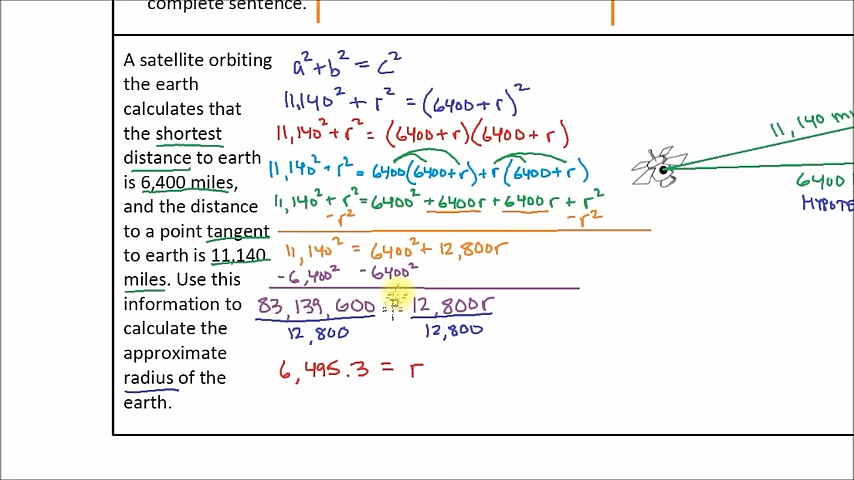 complete sentence.
A satellite orbiting
the earth
calculates that
the shortest
distance to earth
is 6,400 miles,
and the distance
to a point tangent
to earth is 11,140
miles. Use this
information to
calculate the
approximate
radius of the
earth.
a² + b² = c²
11,140² + r² = (6400 + r)²
11,140² + r² = (6400 + r)(6400 + r)
11,140² + r² = 6400(6400 + r) + r(6400 + r)
11,140² + r² = 6400² + 6400r + 6400r + r²
- r² - r²
11,140² = 6400² + 12,800r
- 6,400² - 6400²
83,139,600 = 12,800r
12,800 12,800
6,495.3 = r
11,140
6400